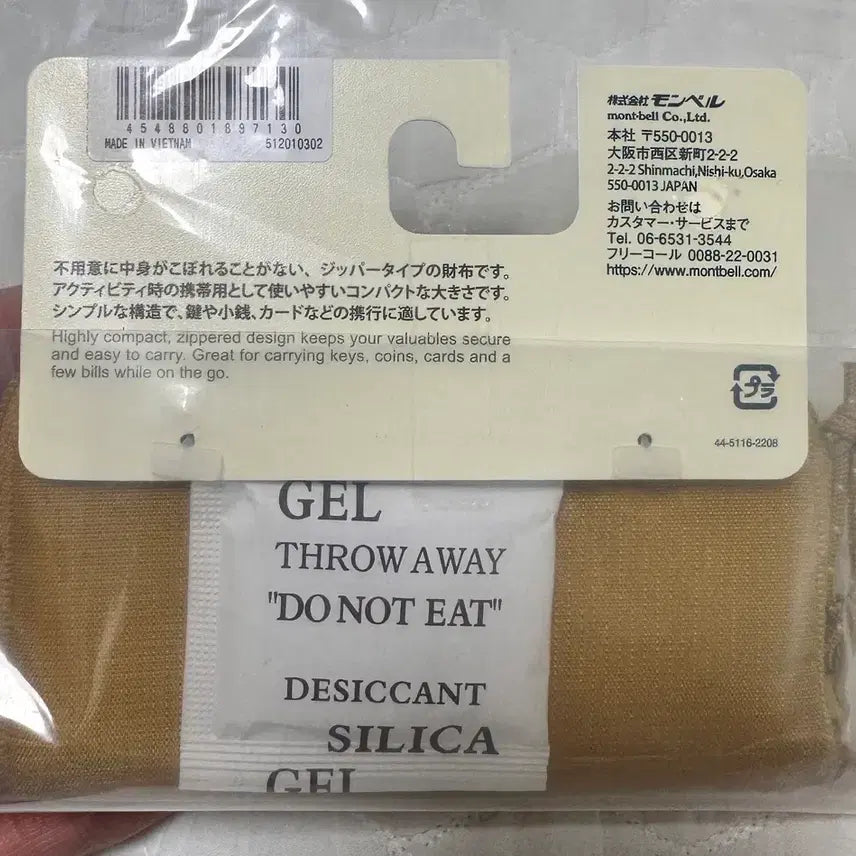 4548801897130
MADE IN VIETNAM 512010302
株式会社 モンベル
mont-bell Co.,Ltd.
本社 〒550-0013
大阪市西区新町2-2-2
2-2-2 Shinmachi,Nishi-ku,Osaka
550-0013 JAPAN
お問い合わせは
カスタマー・サービスまで
Tel. 06-6531-3544
フリーコール 0088-22-0031
https://www.montbell.com/
不用意に中身がこぼれることがない、ジッパータイプの財布です。
アクティビティ時の携帯用として使いやすいコンパクトな大きさです。
シンプルな構造で、鍵や小銭、カードなどの携行に適しています。
Highly compact, zippered design keeps your valuables secure
and easy to carry. Great for carrying keys, coins, cards and a
few bills while on the go.
プラ
44-5116-2208
GEL
THROW AWAY
"DO NOT EAT"
DESICCANT
SILICA
GEL